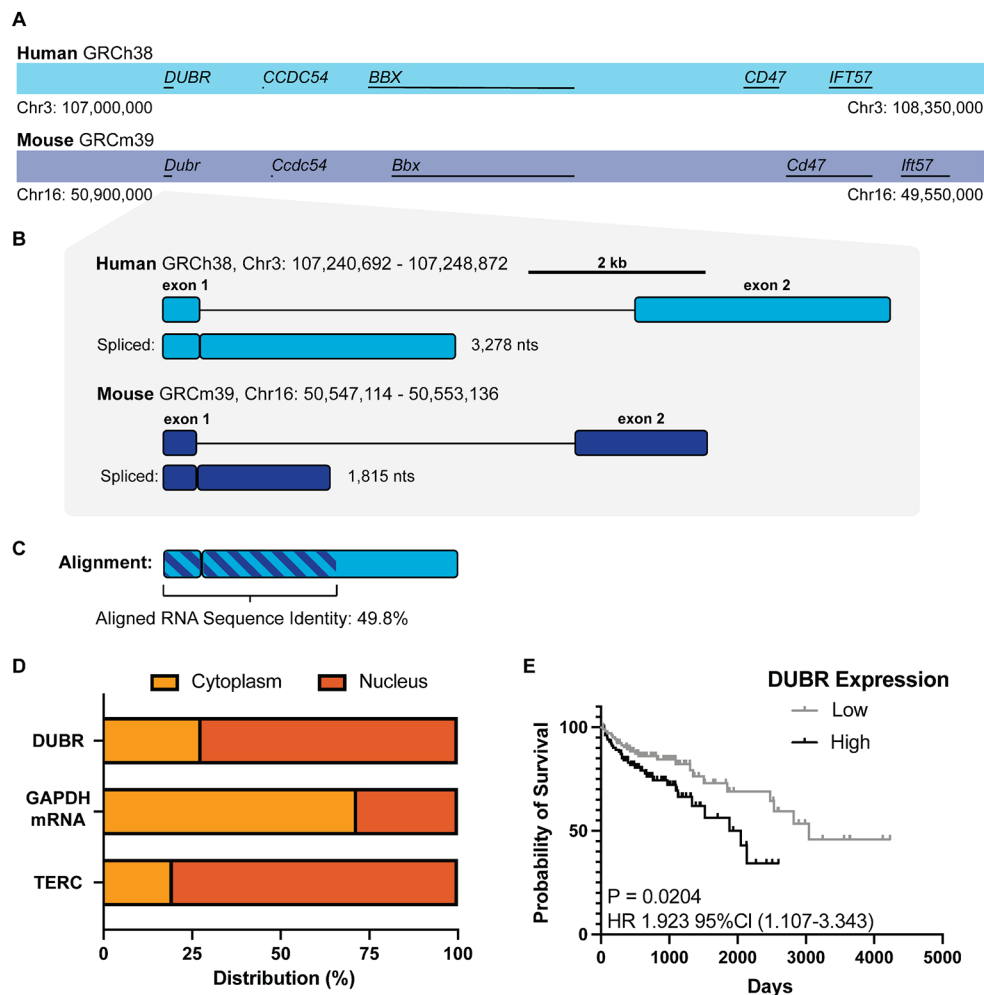 A
Human GRCh38
DUBR CCDC54 BBX CD47 IFT57
Chr3: 107,000,000 Chr3: 108,350,000
Mouse GRCm39
Dubr Ccdc54 Bbx Cd47 Ift57
Chr16: 50,900,000 Chr16: 49,550,000
B
Human GRCh38, Chr3: 107,240,692 - 107,248,872 2 kb
exon 1 exon 2
Spliced: 3,278 nts
Mouse GRCm39, Chr16: 50,547,114 - 50,553,136
exon 1 exon 2
Spliced: 1,815 nts
C
Alignment:
Aligned RNA Sequence Identity: 49.8%
D
Cytoplasm Nucleus
DUBR
GAPDH
mRNA
TERC
0 25 50 75 100
Distribution (%)
E
DUBR Expression
Low
High
Probability of Survival
100
50
0
P = 0.0204
HR 1.923 95%CI (1.107-3.343)
0 1000 2000 3000 4000 5000
Days